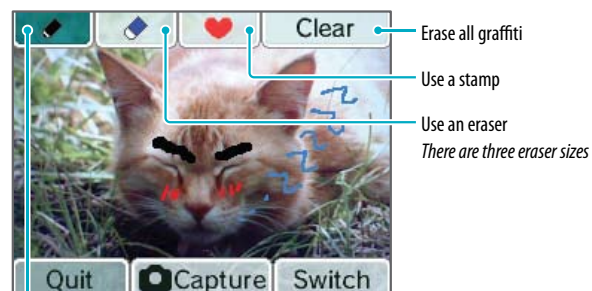 Clear
Erase all graffiti
Use a stamp
Use an eraser
There are three eraser sizes
Quit
Capture
Switch